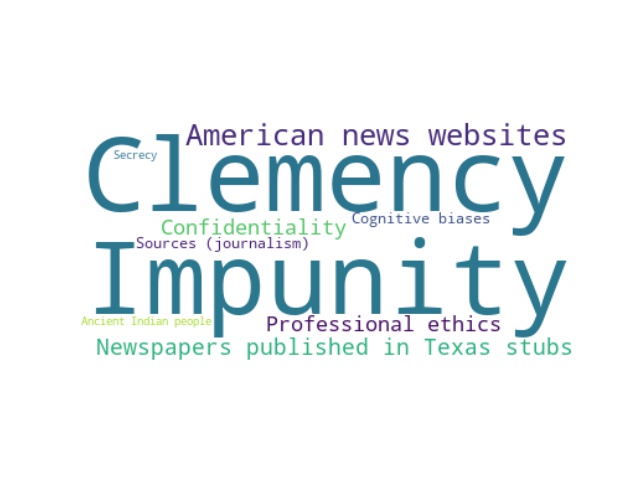 American news websites
Clemency
Secrecy
Cognitive biases
Confidentiality
Sources (journalism)
Impunity
Ancient Indian people
Professional ethics
Newspapers published in Texas stubs